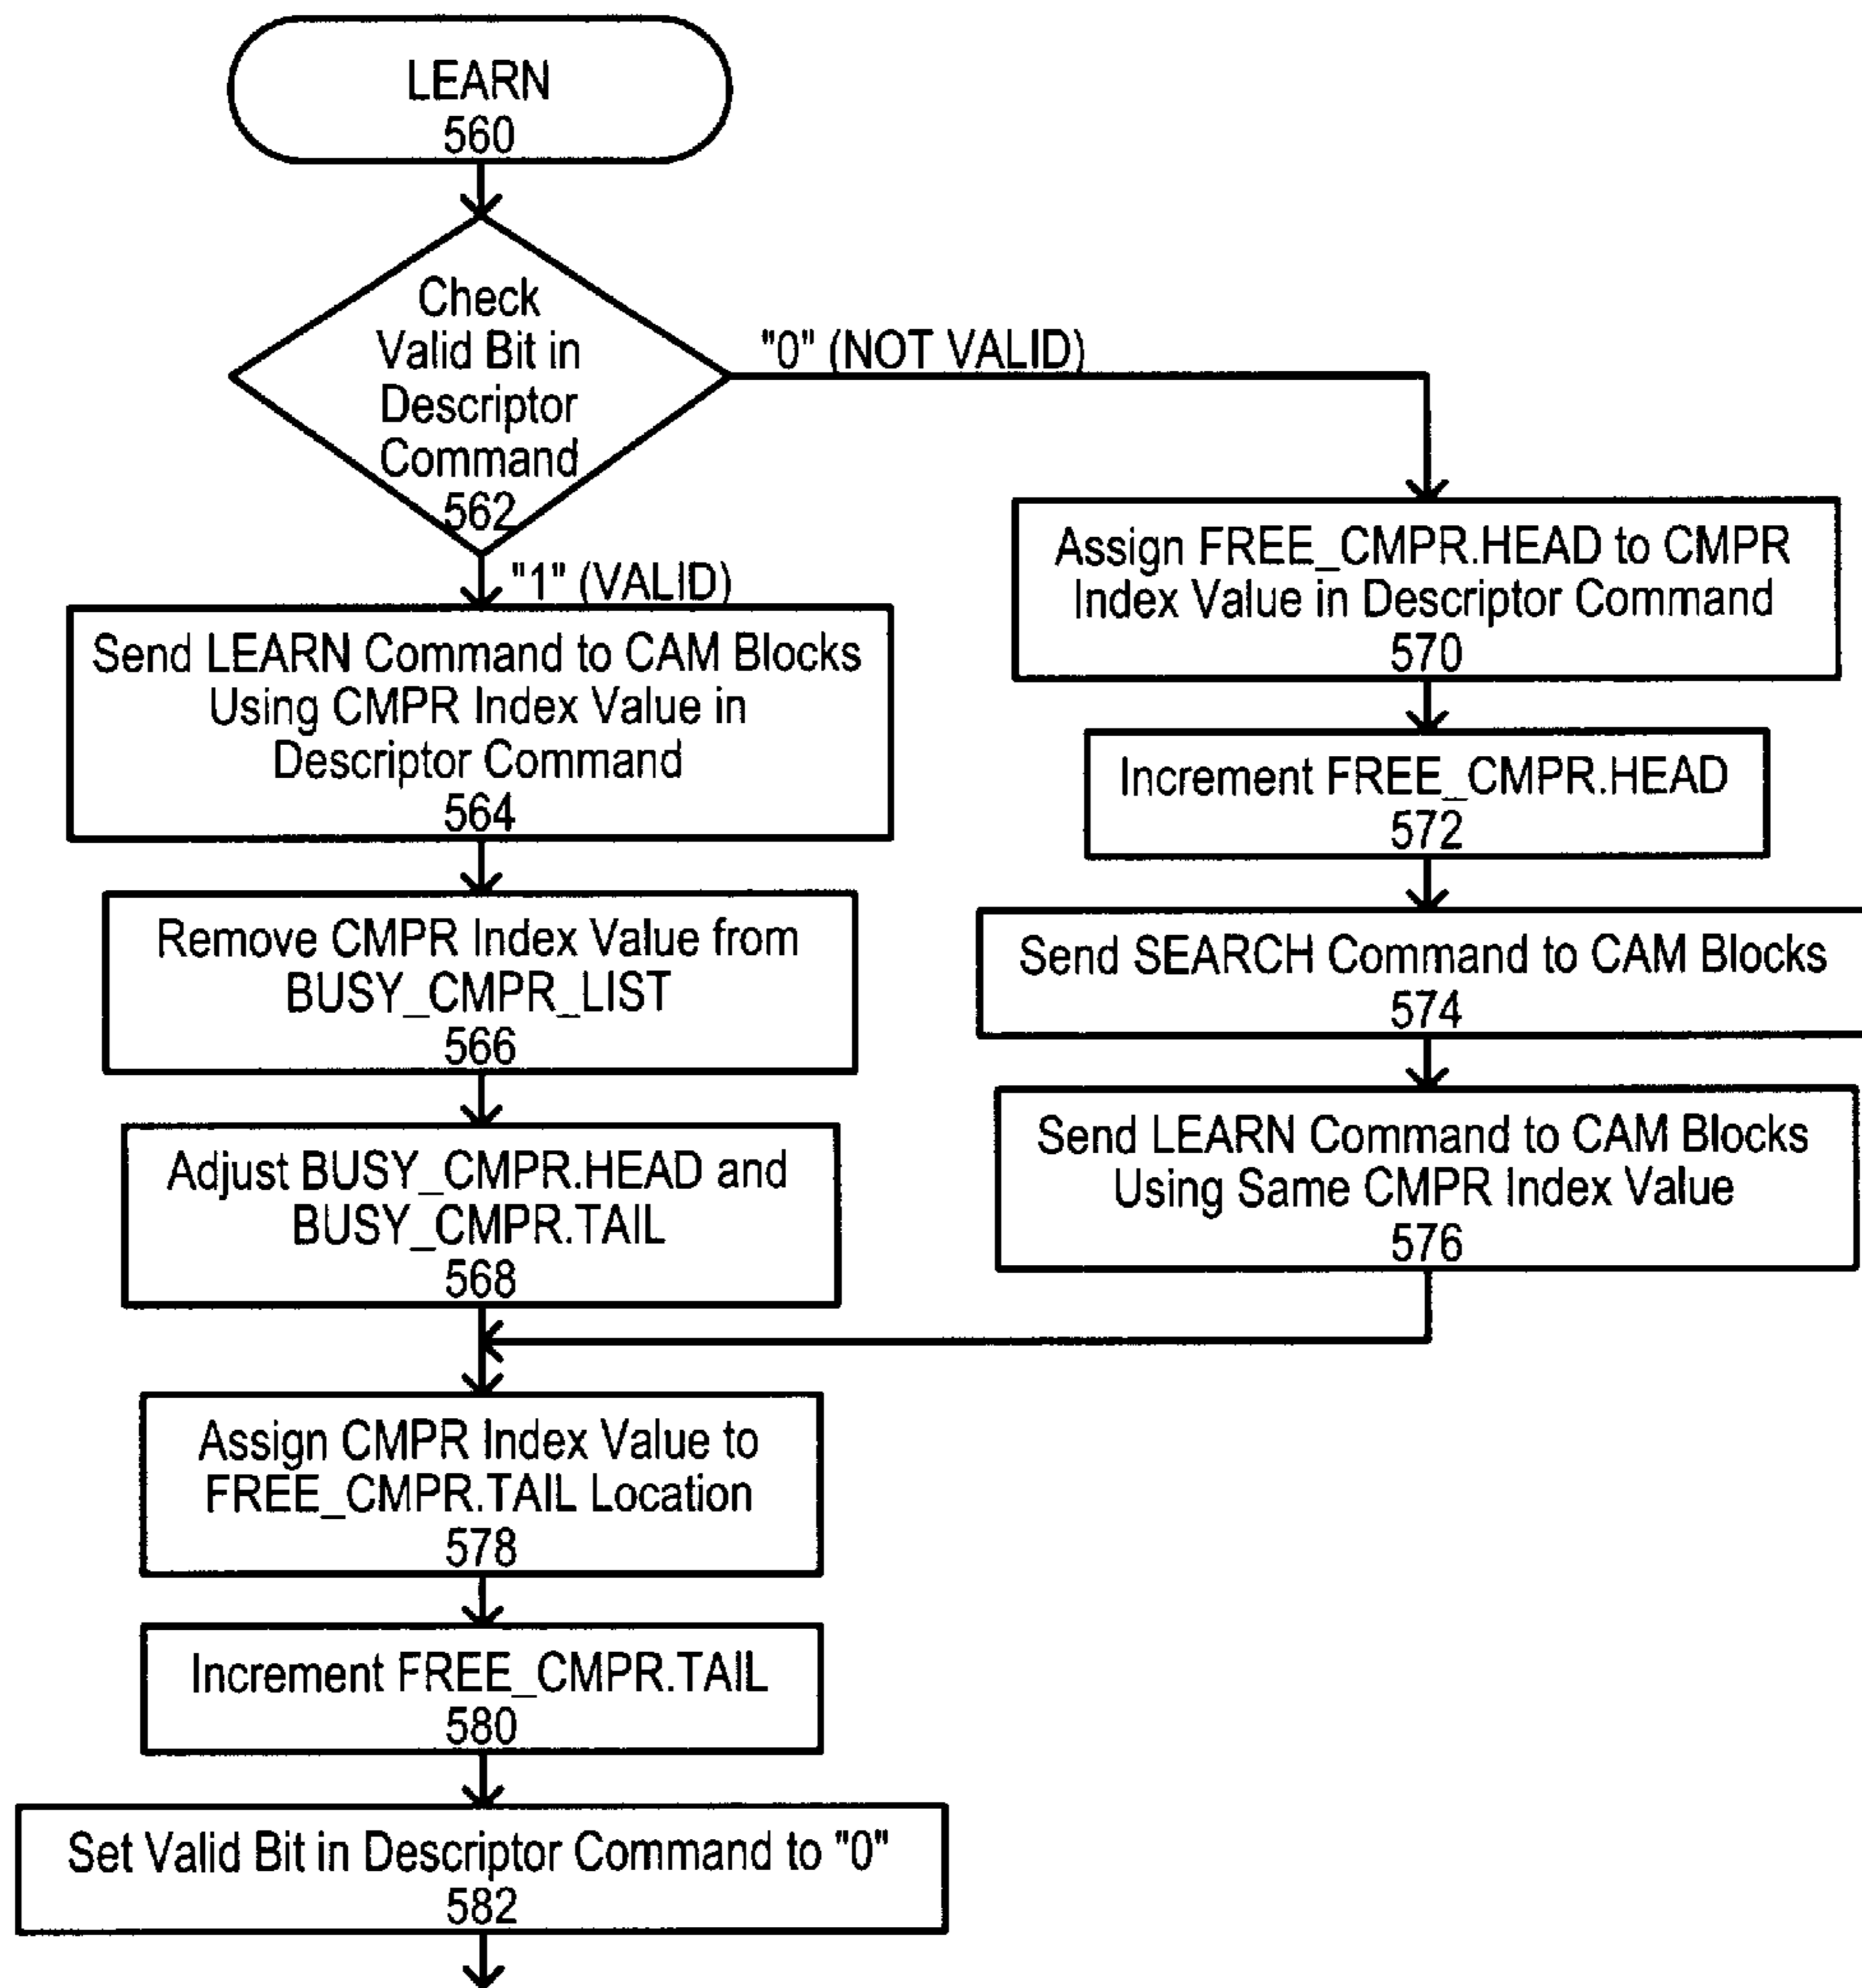 LEARN
560
Check
Valid Bit in
Descriptor
Command
562
"0" (NOT VALID)
"1" (VALID)
Send LEARN Command to CAM Blocks
Using CMPR Index Value in
Descriptor Command
564
Remove CMPR Index Value from
BUSY_CMPR_LIST
566
Adjust BUSY_CMPR.HEAD and
BUSY_CMPR.TAIL
568
Assign FREE_CMPR.HEAD to CMPR
Index Value in Descriptor Command
570
Increment FREE_CMPR.HEAD
572
Send SEARCH Command to CAM Blocks
574
Send LEARN Command to CAM Blocks
Using Same CMPR Index Value
576
Assign CMPR Index Value to
FREE_CMPR.TAIL Location
578
Increment FREE_CMPR.TAIL
580
Set Valid Bit in Descriptor Command to "0"
582